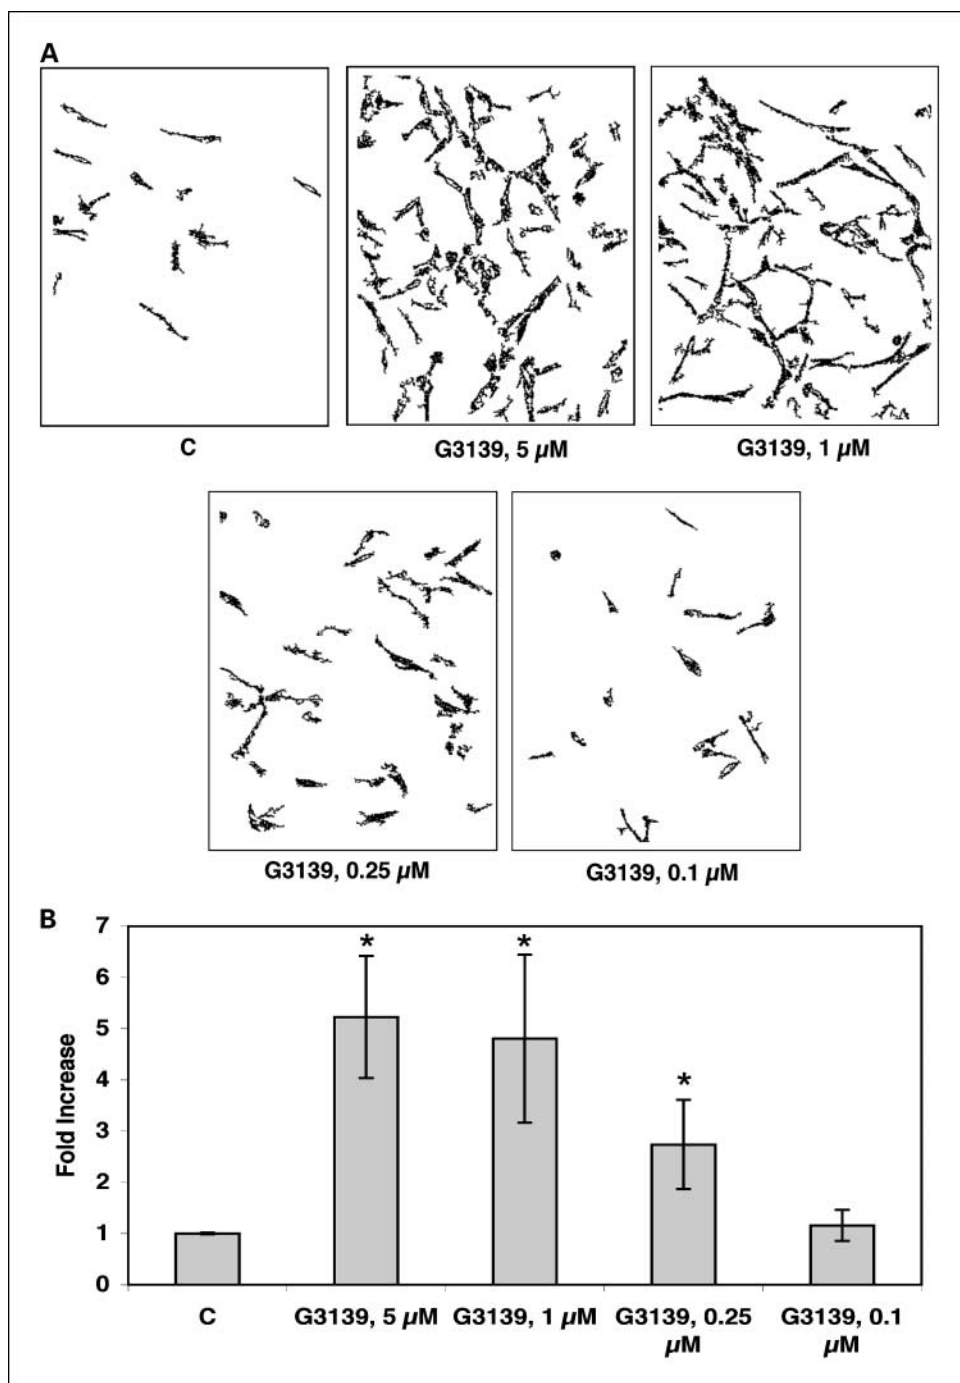 A
C
G3139, 5 µM
G3139, 1 µM
G3139, 0.25 µM
G3139, 0.1 µM
B
7
6
5
4
3
2
1
0
Fold Increase
*
*
*
C
G3139, 5 µM
G3139, 1 µM
G3139, 0.25
µM
G3139, 0.1
µM